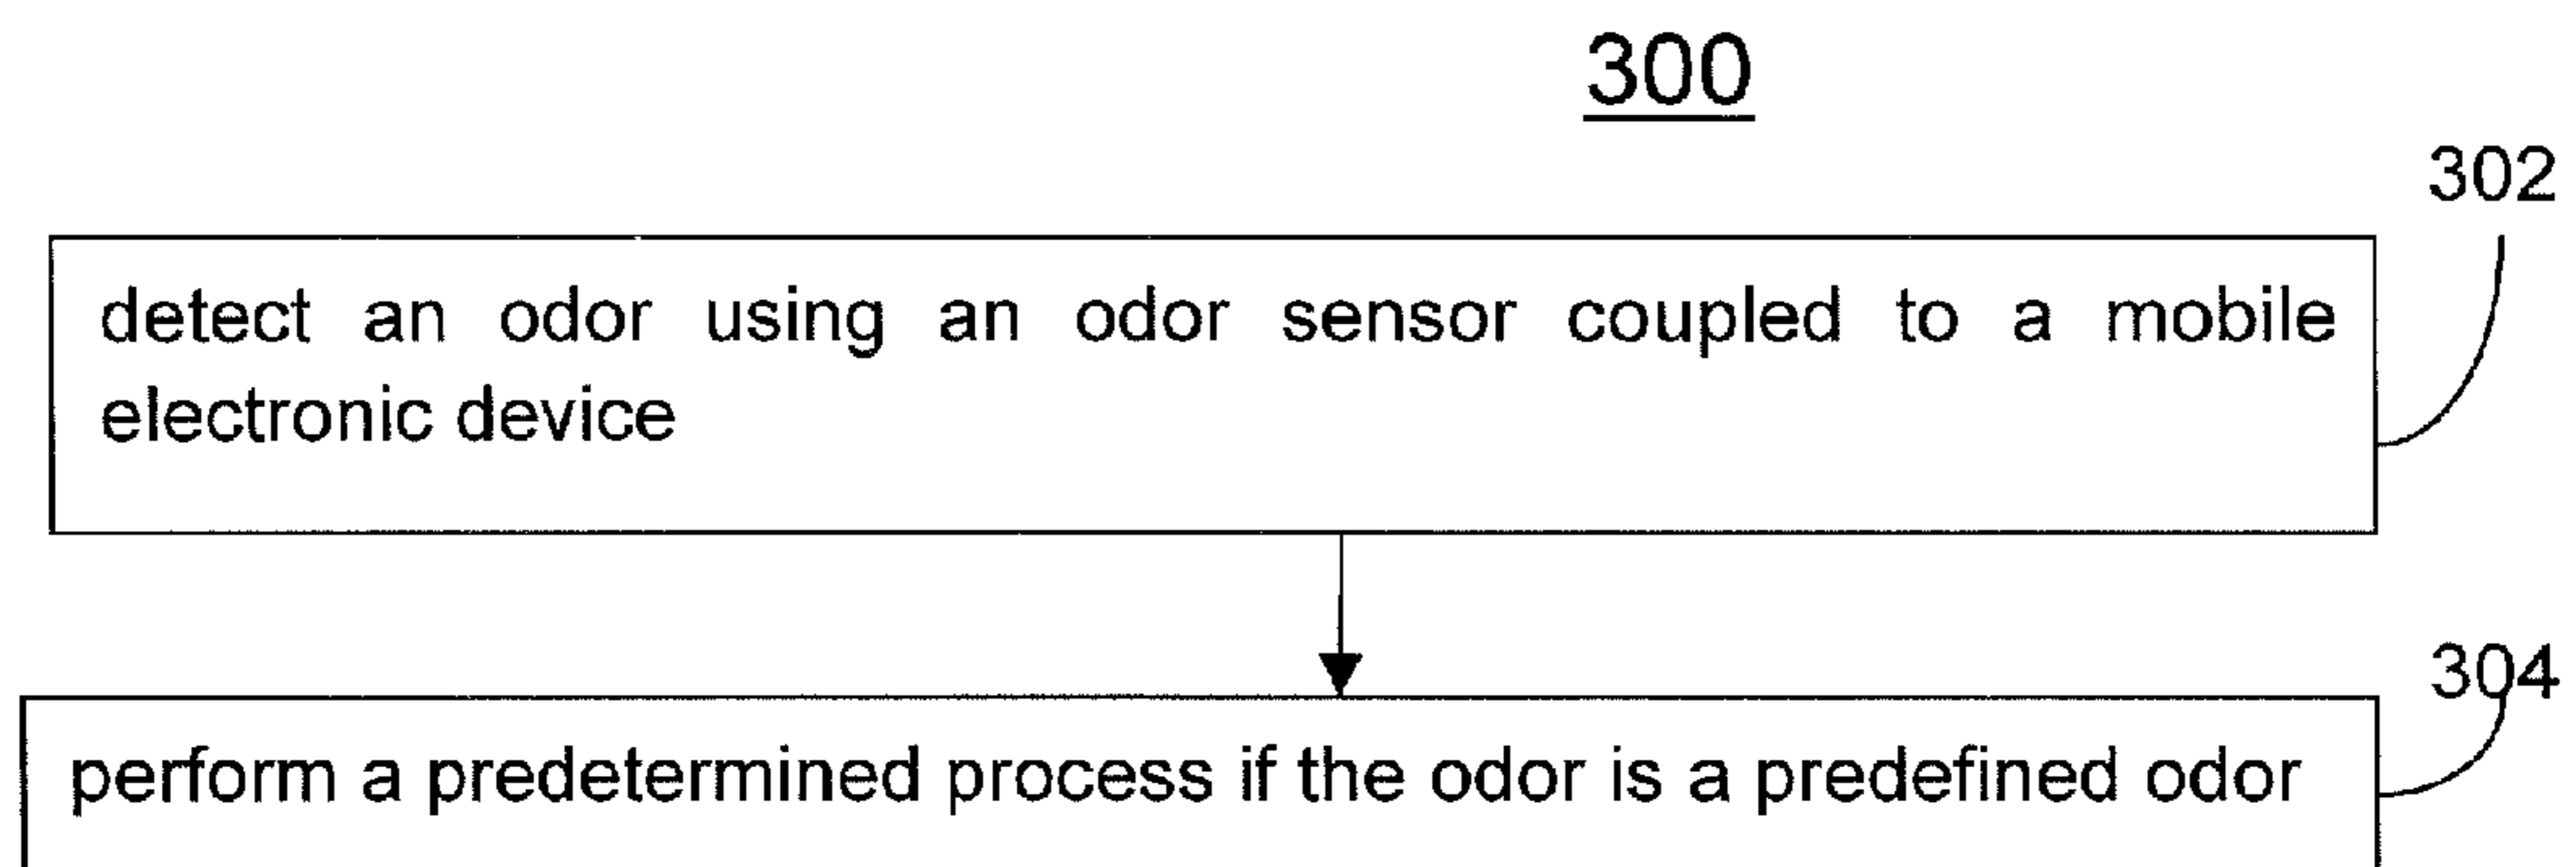 300
302
detect an odor using an odor sensor coupled to a mobile
electronic device
304
perform a predetermined process if the odor is a predefined odor